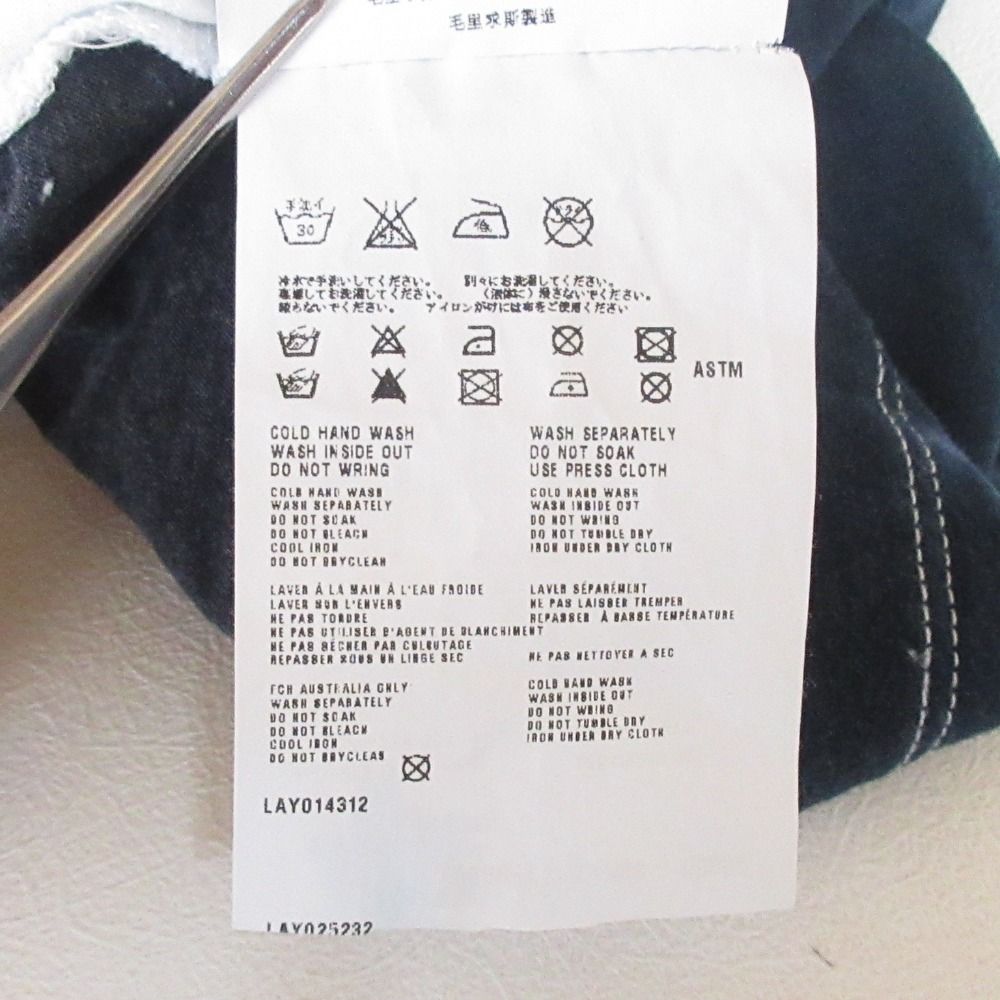 毛里求斯製造
手洗イ
30
低
冷水で手洗いしてください。 別々にお洗濯してください。
裏返してお洗濯してください。 (液体に)浸さないでください。
絞らないでください。 アイロンがけには布をご使用ください
ASTM
COLD HAND WASH WASH SEPARATELY
WASH INSIDE OUT DO NOT SOAK
DO NOT WRING USE PRESS CLOTH
COLD HAND WASH COLD HAND WASH
WASH SEPARATELY WASH INSIDE OUT
DO NOT SOAK DO NOT WRING
DO NOT BLEACH DO NOT TUMBLE DRY
COOL IRON IRON UNDER DRY CLOTH
DO NOT DRYCLEAN
LAVER À LA MAIN À L'EAU FROIDE LAVER SÉPARÉMENT
LAVER SUR L'ENVERS NE PAS LAISSER TREMPER
NE PAS TORDRE REPASSER À BASSE TEMPÉRATURE
NE PAS UTILISER D'AGENT DE BLANCHIMENT
NE PAS SÉCHER PAR CULBUTAGE
REPASSER SOUS UN LINGE SEC NE PAS NETTOYER A SEC
FOR AUSTRALIA ONLY COLD HAND WASH
WASH SEPARATELY WASH INSIDE OUT
DO NOT SOAK DO NOT WRING
DO NOT BLEACH DO NOT TUMBLE DRY
COOL IRON IRON UNDER DRY CLOTH
DO NOT DRYCLEAN
LAY014312
LAY025232